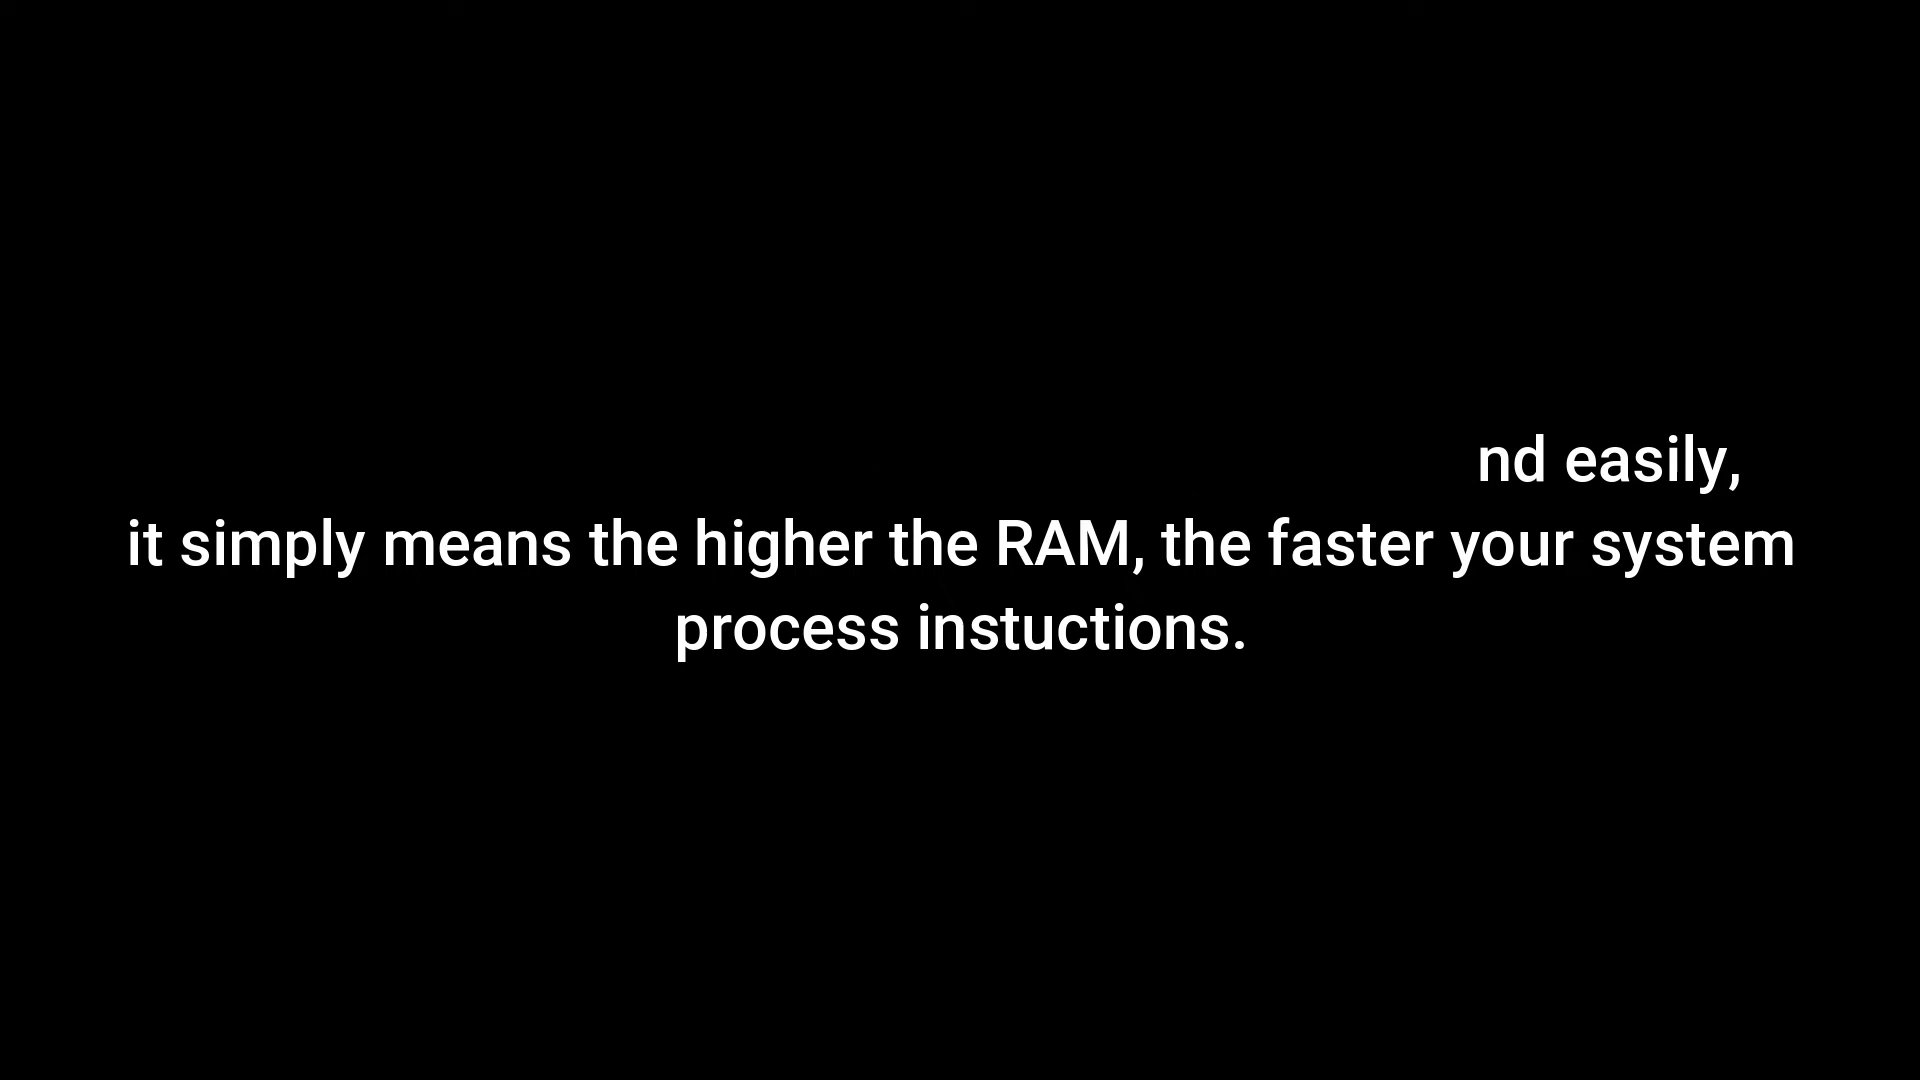 nd easily,
it simply means the higher the RAM, the faster your system
process instuctions.